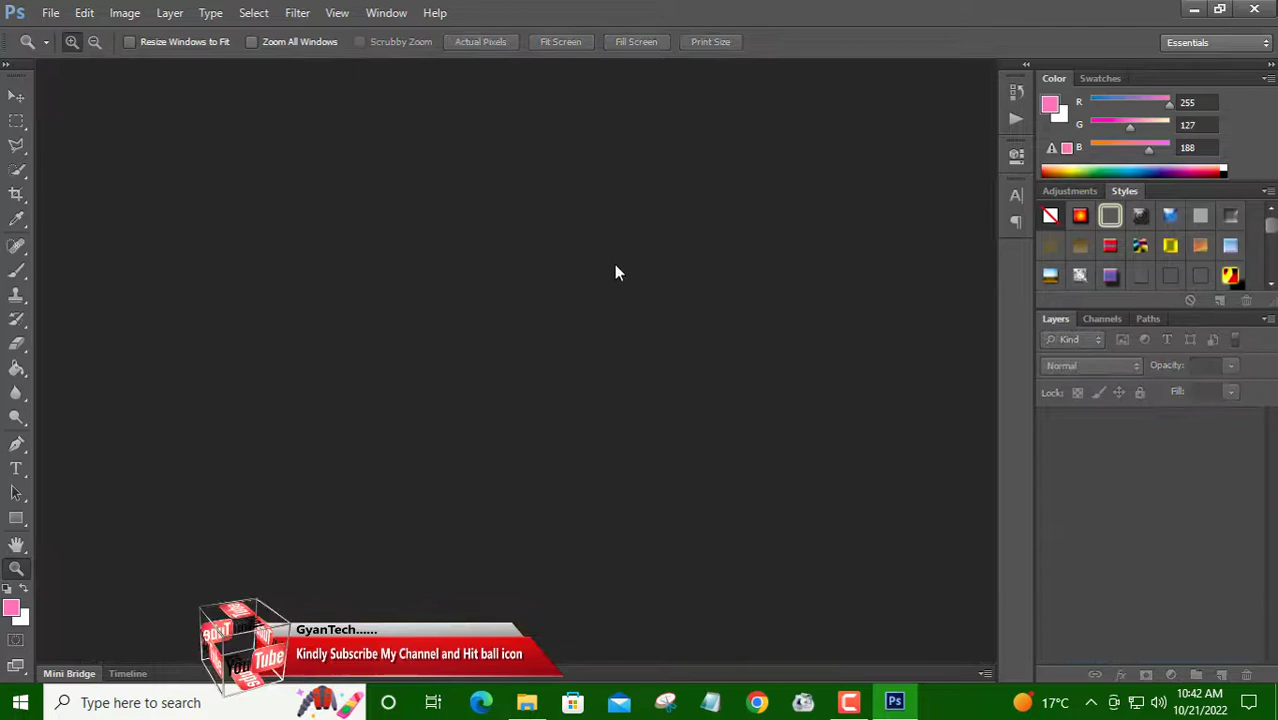 Ps File Edit Image Layer Type Select Filter View Window Help
Resize Windows to Fit Zoom All Windows Scrubby Zoom Actual Pixels Fit Screen Fill Screen Print Size Essentials
Color Swatches
R 255
G 127
B 188
Adjustments Styles
Layers Channels Paths
Kind
Normal Opacity:
Lock: Fill:
GyanTech......
Kindly Subscribe My Channel and Hit ball icon
You Tube
Mini Bridge Timeline
Type here to search
Ps
17°C
10:42 AM
10/21/2022